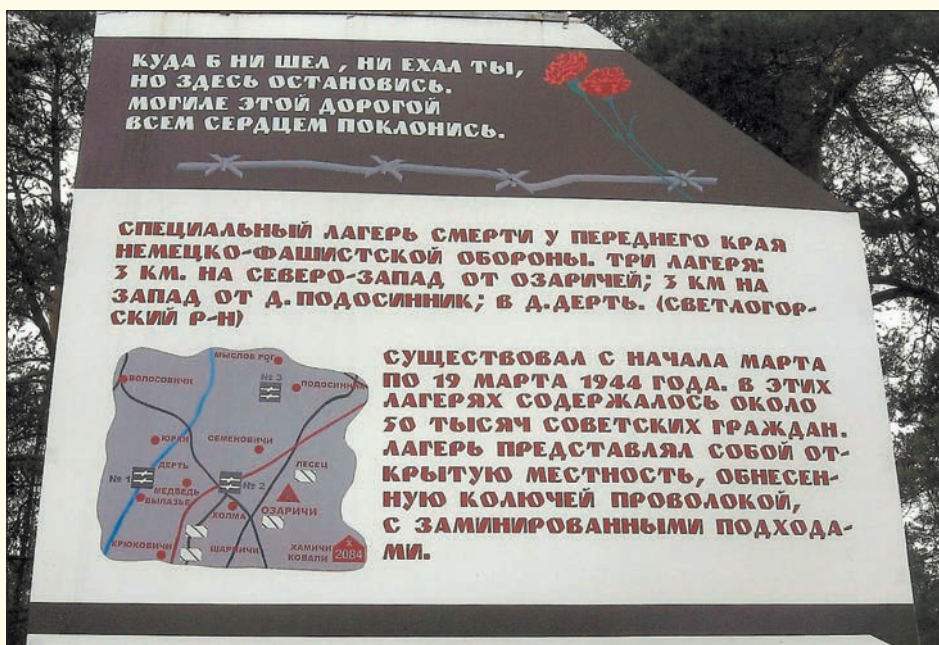 КУДА Б НИ ШЕЛ , НИ ЕХАЛ ТЫ,
НО ЗДЕСЬ ОСТАНОВИСЬ.
МОГИЛЕ ЭТОЙ ДОРОГОЙ
ВСЕМ СЕРДЦЕМ ПОКЛОНИСЬ.
СПЕЦИАЛЬНЫЙ ЛАГЕРЬ СМЕРТИ У ПЕРЕДНЕГО КРАЯ
НЕМЕЦКО-ФАШИСТСКОЙ ОБОРОНЫ. ТРИ ЛАГЕРЯ:
3 КМ. НА СЕВЕРО-ЗАПАД ОТ ОЗАРИЧЕЙ; 3 КМ НА
ЗАПАД ОТ Д. ПОДОСИННИК; В Д.ДЕРТЬ. (СВЕТЛОГОР-
СКИЙ Р-Н)
МЫСЛОВ РОГ
№ 3
ВОЛОСОВИЧИ
ПОДОСИННИК
ЮРКИ
СЕМЕНОВИЧИ
ДЕРТЬ
ЛЕСЕЦ
№ 1
МЕДВЕДЬ
№ 2
ВЫЛАЗЬЕ
ХОЛМА
ОЗАРИЧИ
КРЮКОВИЧИ
ШАРНИЧИ
ХАМИЧИ
КОВАЛИ
2084
СУЩЕСТВОВАЛ С НАЧАЛА МАРТА
ПО 19 МАРТА 1944 ГОДА. В ЭТИХ
ЛАГЕРЯХ СОДЕРЖАЛОСЬ ОКОЛО
50 ТЫСЯЧ СОВЕТСКИХ ГРАЖДАН.
ЛАГЕРЬ ПРЕДСТАВЛЯЛ СОБОЙ ОТ-
КРЫТУЮ МЕСТНОСТЬ, ОБНЕСЕН-
НУЮ КОЛЮЧЕЙ ПРОВОЛОКОЙ,
С ЗАМИНИРОВАННЫМИ ПОДХОДА-
МИ.